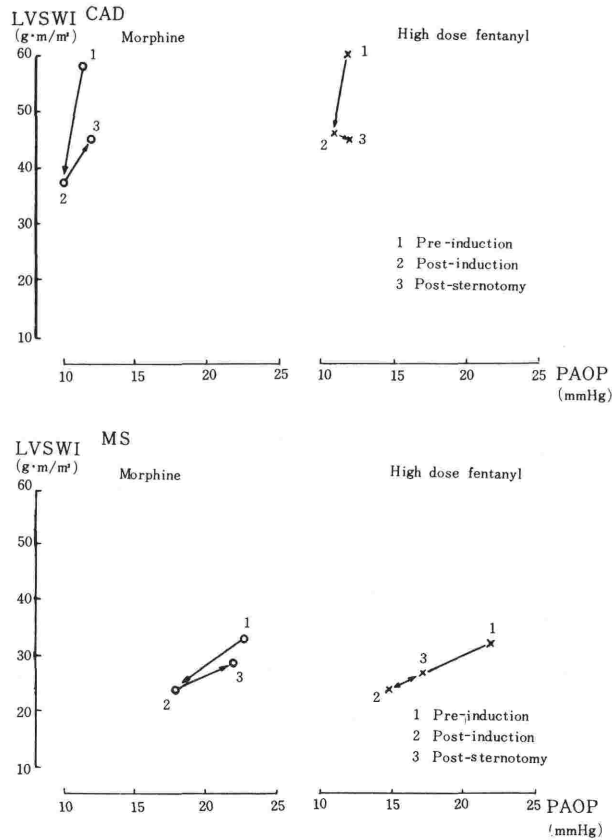 LVSWI CAD
(g·m/m²)
Morphine
High dose fentanyl
60
50
40
30
20
10
1
2
3
1
2
3
1 Pre-induction
2 Post-induction
3 Post-sternotomy
10 15 20 25
10 15 20 25
PAOP
(mmHg)
LVSWI MS
(g·m/m²)
Morphine
High dose fentanyl
60
50
40
30
20
10
1
2
3
1
3
2
1 Pre-induction
2 Post-induction
3 Post-sternotomy
10 15 20 25
10 15 20 25
PAOP
(mmHg)